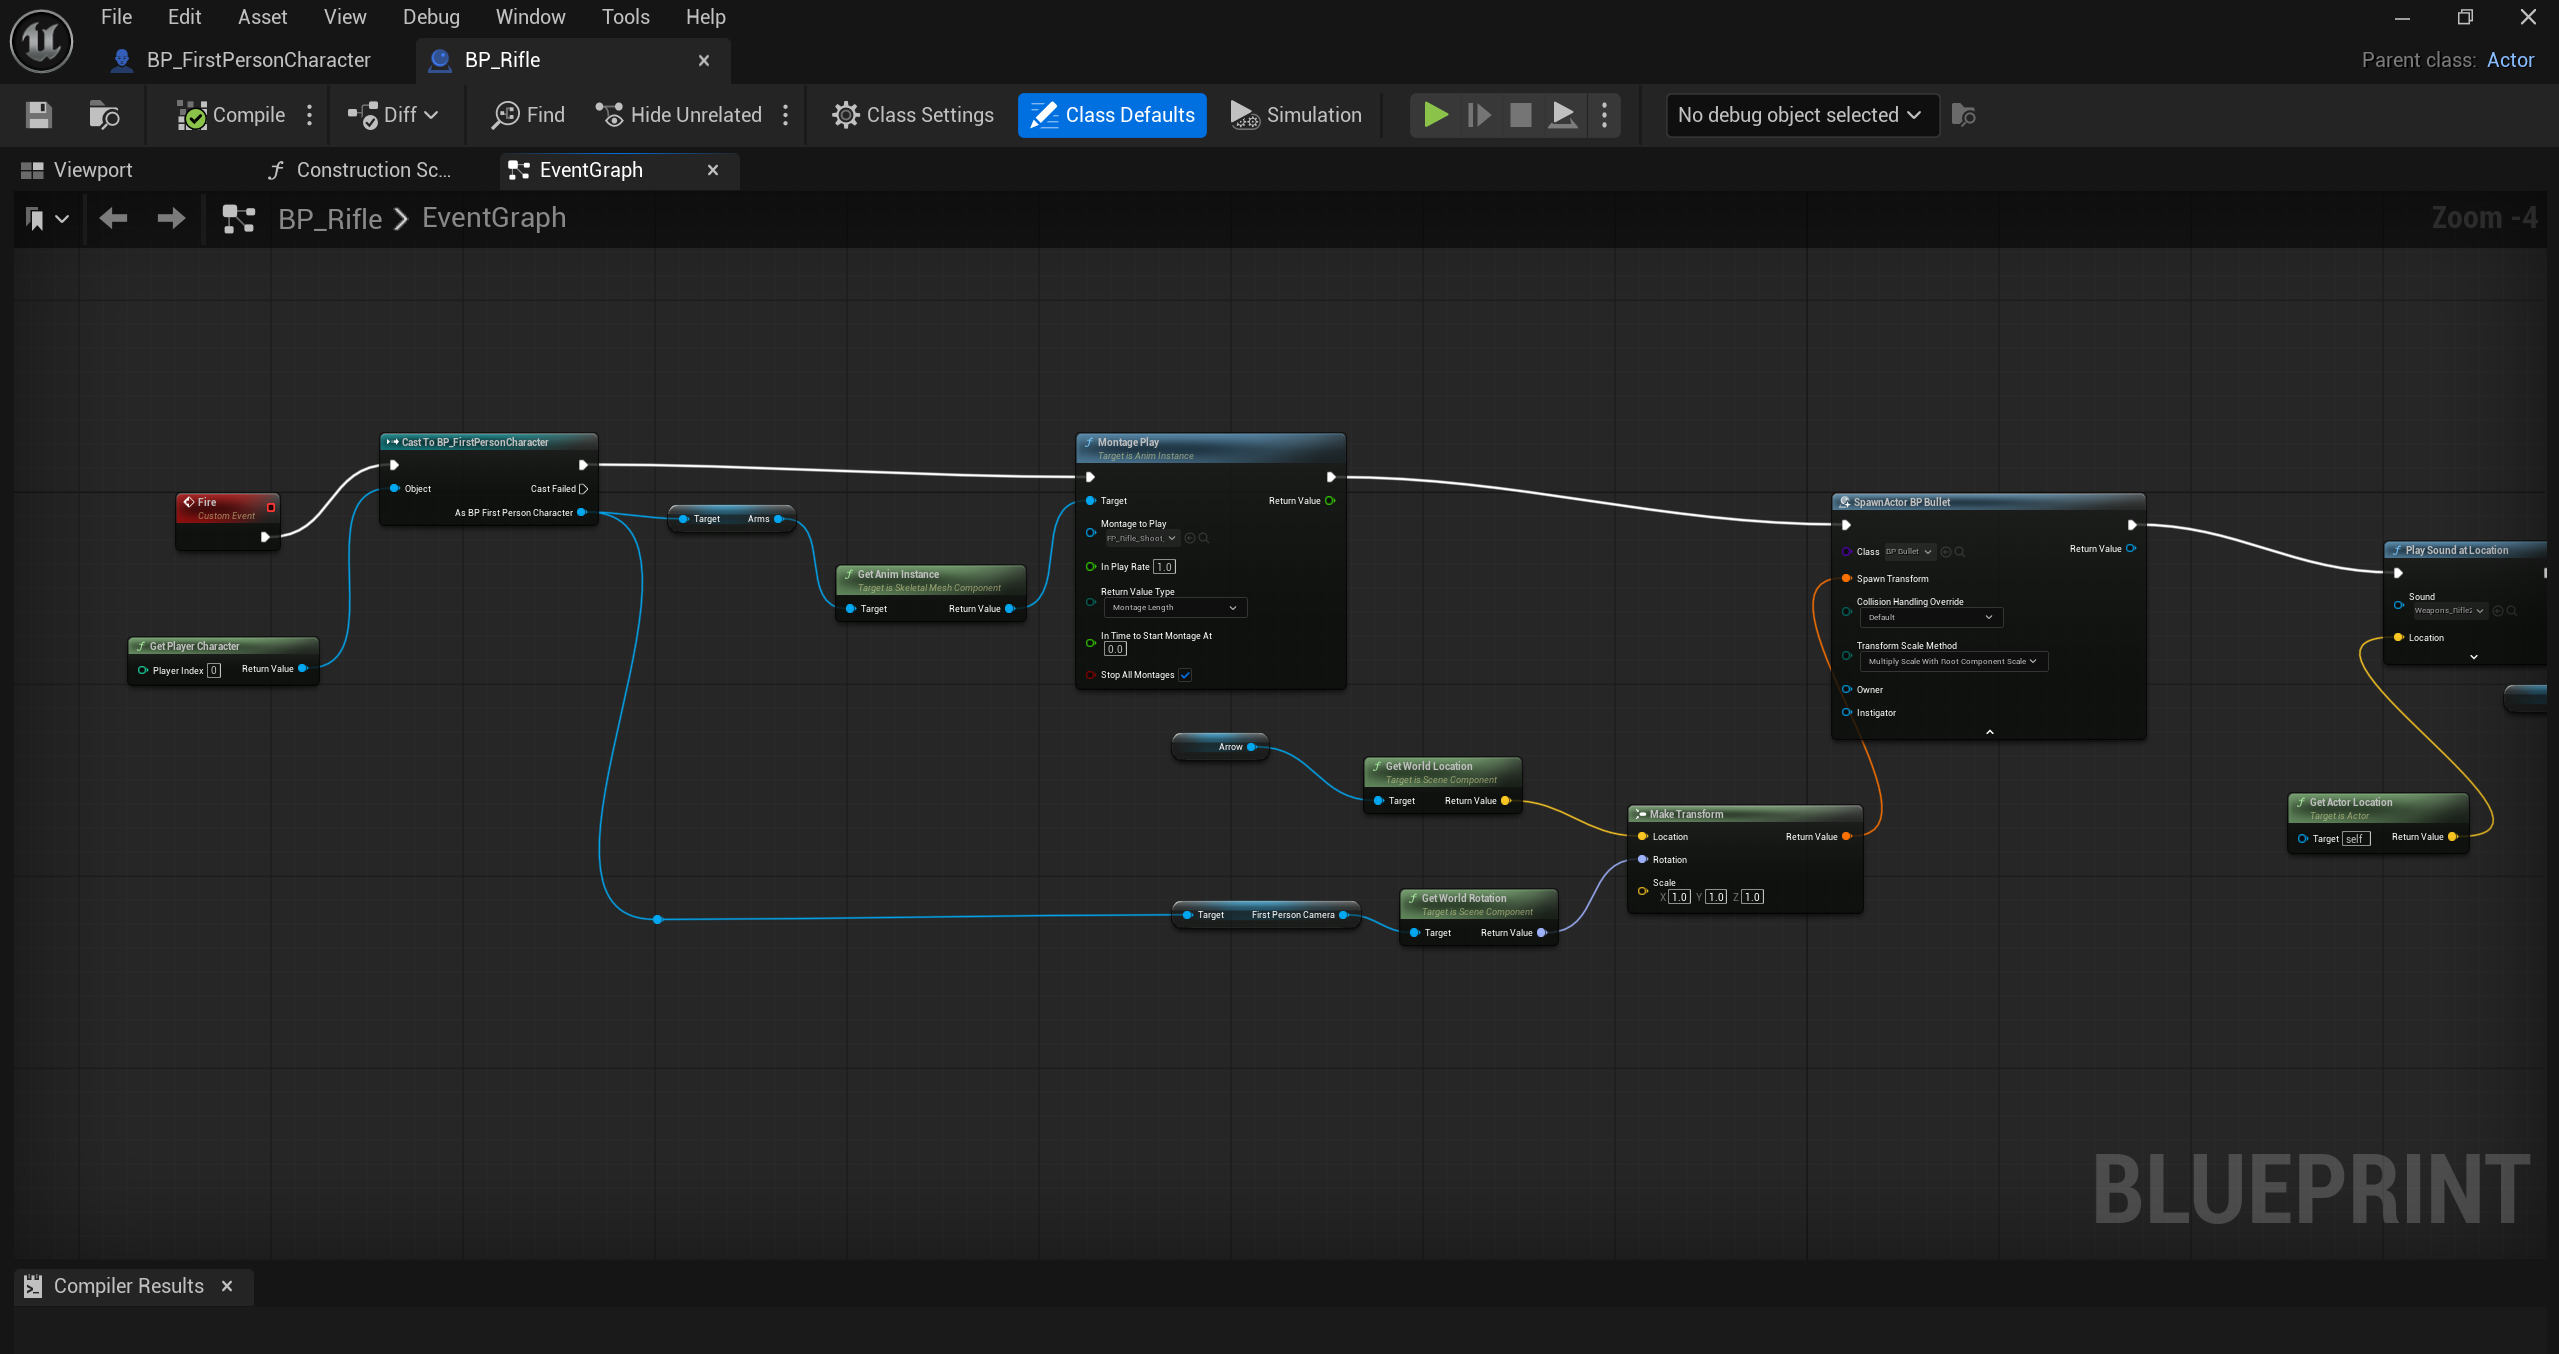 File Edit Asset View Debug Window Tools Help
BP_FirstPersonCharacter BP_Rifle Parent class: Actor
Compile Diff Find Hide Unrelated Class Settings Class Defaults Simulation No debug object selected
Viewport Construction Sc... EventGraph
BP_Rifle EventGraph Zoom -4
Cast To BP_FirstPersonCharacter
Object Cast Failed
As BP First Person Character
Fire
Custom Event
Get Player Character
Player Index 0 Return Value
Target Arms
Get Anim Instance
Target is Skeletal Mesh Component
Target Return Value
Montage Play
Target is Anim Instance
Target Return Value
Montage to Play
FP_Rifle_Shoot_
In Play Rate 1.0
Return Value Type
Montage Length
In Time to Start Montage At
0.0
Stop All Montages
Arrow
Get World Location
Target is Scene Component
Target Return Value
Target First Person Camera
Get World Rotation
Target is Scene Component
Target Return Value
Make Transform
Location Return Value
Rotation
Scale
X 1.0 Y 1.0 Z 1.0
SpawnActor BP Bullet
Class BP Bullet Return Value
Spawn Transform
Collision Handling Override
Default
Transform Scale Method
Multiply Scale With Root Component Scale
Owner
Instigator
Play Sound at Location
Sound
Weapons_Rifle2
Location
Get Actor Location
Target is Actor
Target self Return Value
BLUEPRINT
Compiler Results